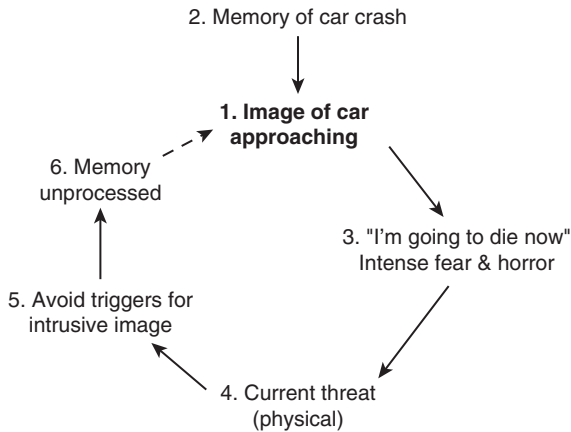 2. Memory of car crash
1. Image of car
approaching
3. "I'm going to die now"
Intense fear & horror
4. Current threat
(physical)
5. Avoid triggers for
intrusive image
6. Memory
unprocessed